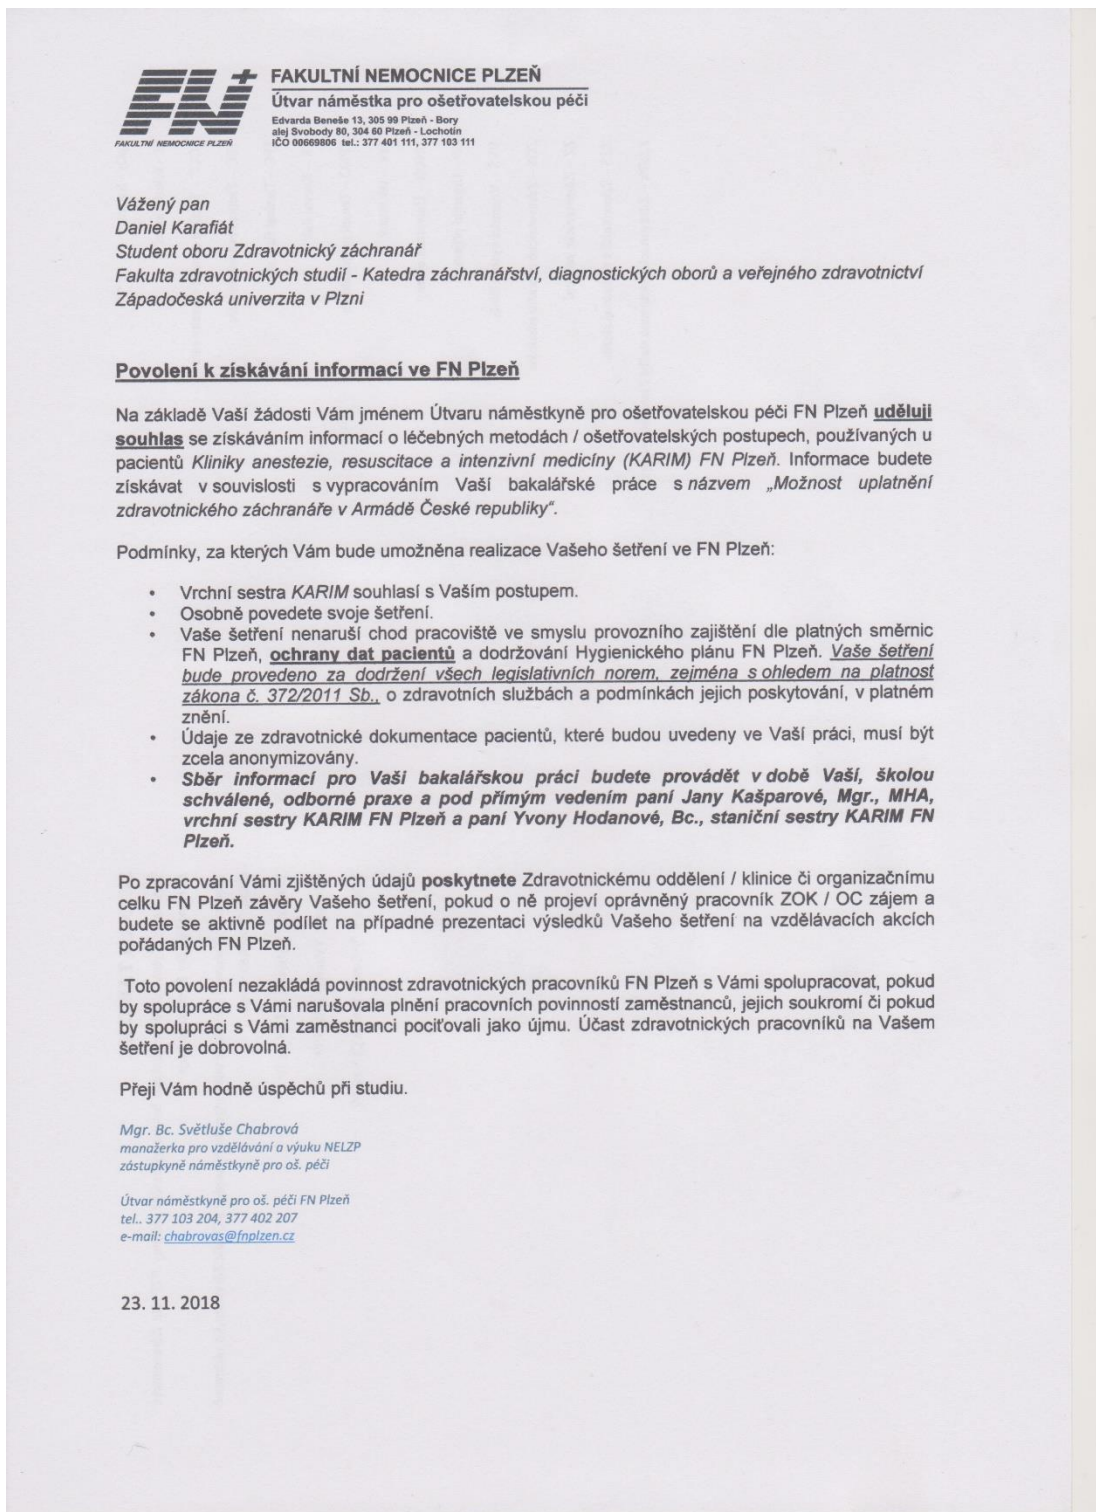 FN+
FAKULTNÍ NEMOCNICE PLZEŇ
FAKULTNÍ NEMOCNICE PLZEŇ
Útvar náměstka pro ošetřovatelskou péči
Edvarda Beneše 13, 305 99 Plzeň - Bory
alej Svobody 80, 304 60 Plzeň - Lochotín
IČO 00669806 tel.: 377 401 111, 377 103 111
Vážený pan
Daniel Karafiát
Student oboru Zdravotnický záchranář
Fakulta zdravotnických studií - Katedra záchranářství, diagnostických oborů a veřejného zdravotnictví
Západočeská univerzita v Plzni
Povolení k získávání informací ve FN Plzeň
Na základě Vaší žádosti Vám jménem Útvaru náměstkyně pro ošetřovatelskou péči FN Plzeň uděluji
souhlas se získáváním informací o léčebných metodách / ošetřovatelských postupech, používaných u
pacientů Kliniky anestezie, resuscitace a intenzivní medicíny (KARIM) FN Plzeň. Informace budete
získávat v souvislosti s vypracováním Vaší bakalářské práce s názvem „Možnost uplatnění
zdravotnického záchranáře v Armádě České republiky“.
Podmínky, za kterých Vám bude umožněna realizace Vašeho šetření ve FN Plzeň:
• Vrchní sestra KARIM souhlasí s Vaším postupem.
• Osobně povedete svoje šetření.
• Vaše šetření nenaruší chod pracoviště ve smyslu provozního zajištění dle platných směrnic
FN Plzeň, ochrany dat pacientů a dodržování Hygienického plánu FN Plzeň. Vaše šetření
bude provedeno za dodržení všech legislativních norem, zejména s ohledem na platnost
zákona č. 372/2011 Sb., o zdravotních službách a podmínkách jejich poskytování, v platném
znění.
• Údaje ze zdravotnické dokumentace pacientů, které budou uvedeny ve Vaší práci, musí být
zcela anonymizovány.
• Sběr informací pro Vaši bakalářskou práci budete provádět v době Vaší, školou
schválené, odborné praxe a pod přímým vedením paní Jany Kašparové, Mgr., MHA,
vrchní sestry KARIM FN Plzeň a paní Yvony Hodanové, Bc., staniční sestry KARIM FN
Plzeň.
Po zpracování Vámi zjištěných údajů poskytnete Zdravotnickému oddělení / klinice či organizačnímu
celku FN Plzeň závěry Vašeho šetření, pokud o ně projeví oprávněný pracovník ZOK / OC zájem a
budete se aktivně podílet na případné prezentaci výsledků Vašeho šetření na vzdělávacích akcích
pořádaných FN Plzeň.
Toto povolení nezakládá povinnost zdravotnických pracovníků FN Plzeň s Vámi spolupracovat, pokud
by spolupráce s Vámi narušovala plnění pracovních povinností zaměstnanců, jejich soukromí či pokud
by spolupráci s Vámi zaměstnanci pociťovali jako újmu. Účast zdravotnických pracovníků na Vašem
šetření je dobrovolná.
Přeji Vám hodně úspěchů při studiu.
Mgr. Bc. Světluše Chabrová
manažerka pro vzdělávání a výuku NELZP
zástupkyně náměstkyně pro oš. péči
Útvar náměstkyně pro oš. péči FN Plzeň
tel.. 377 103 204, 377 402 207
e-mail: chabrovas@fnplzen.cz
23. 11. 2018